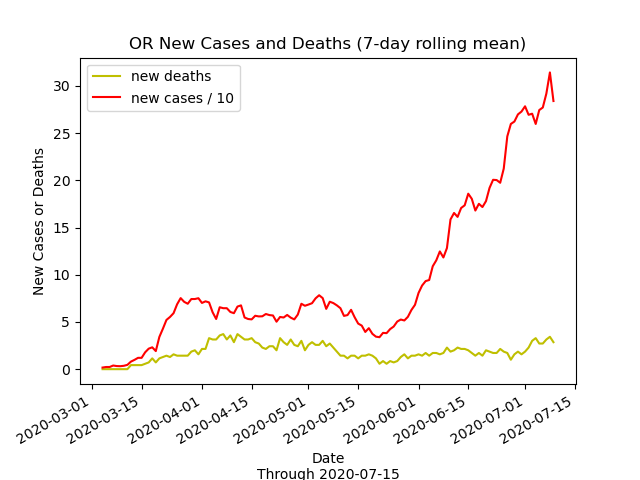 OR New Cases and Deaths (7-day rolling mean)
new deaths
new cases / 10
New Cases or Deaths
30
25
20
15
10
5
0
2020-03-01
2020-03-15
2020-04-01
2020-04-15
2020-05-01
2020-05-15
2020-06-01
2020-06-15
2020-07-01
2020-07-15
Date
Through 2020-07-15